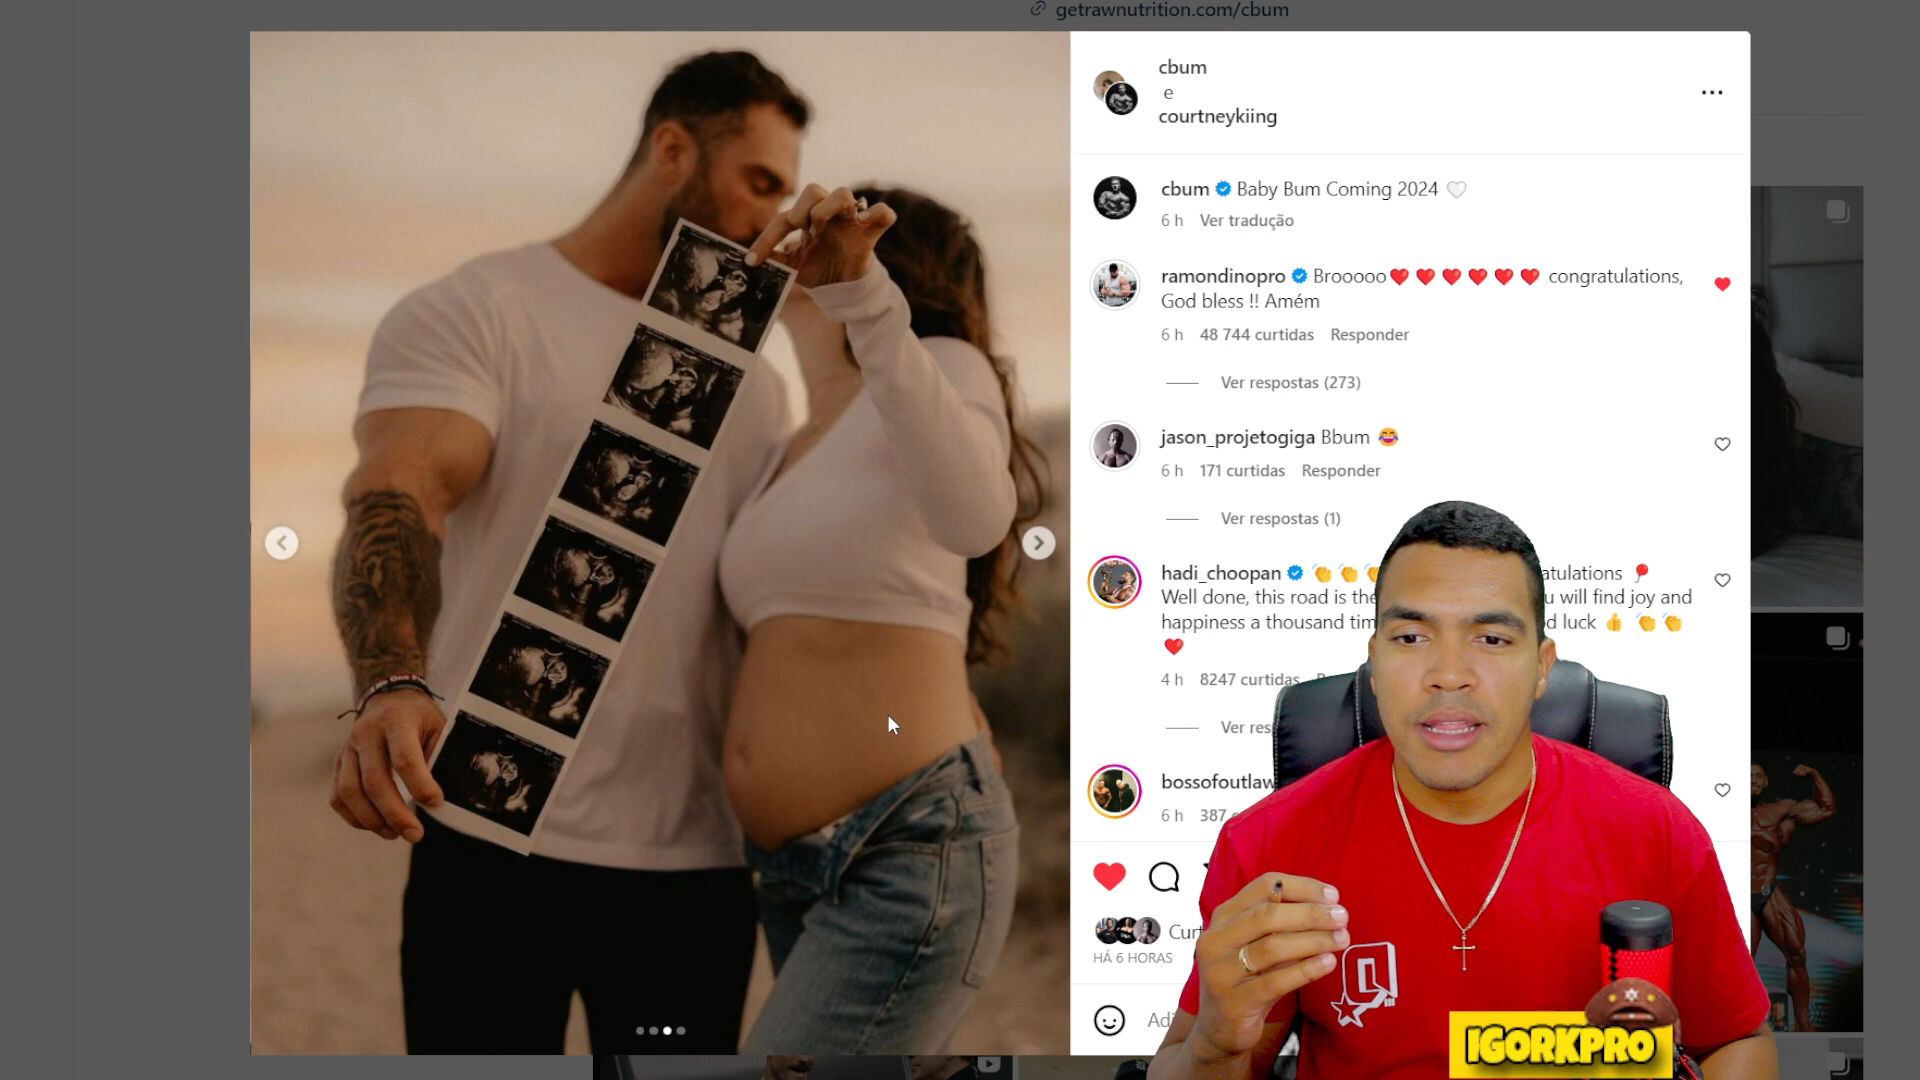 getrawnutrition.com/cbum
cbum
e
courtneykiing
cbum Baby Bum Coming 2024 🤍
6 h Ver tradução
ramondinopro Brooooo❤️❤️❤️❤️❤️❤️ congratulations,
God bless !! Amém
6 h 48 744 curtidas Responder
Ver respostas (273)
jason_projetogiga Bbum 😂
6 h 171 curtidas Responder
Ver respostas (1)
hadi_choopan 👏👏 atulations 🎈
Well done, this road is the u will find joy and
happiness a thousand tim d luck 👍 👏👏
❤️
4 h 8247 curtidas
Ver res
bossofoutlaw
6 h 387
Curt
HÁ 6 HORAS
Adi
IGORKPRO